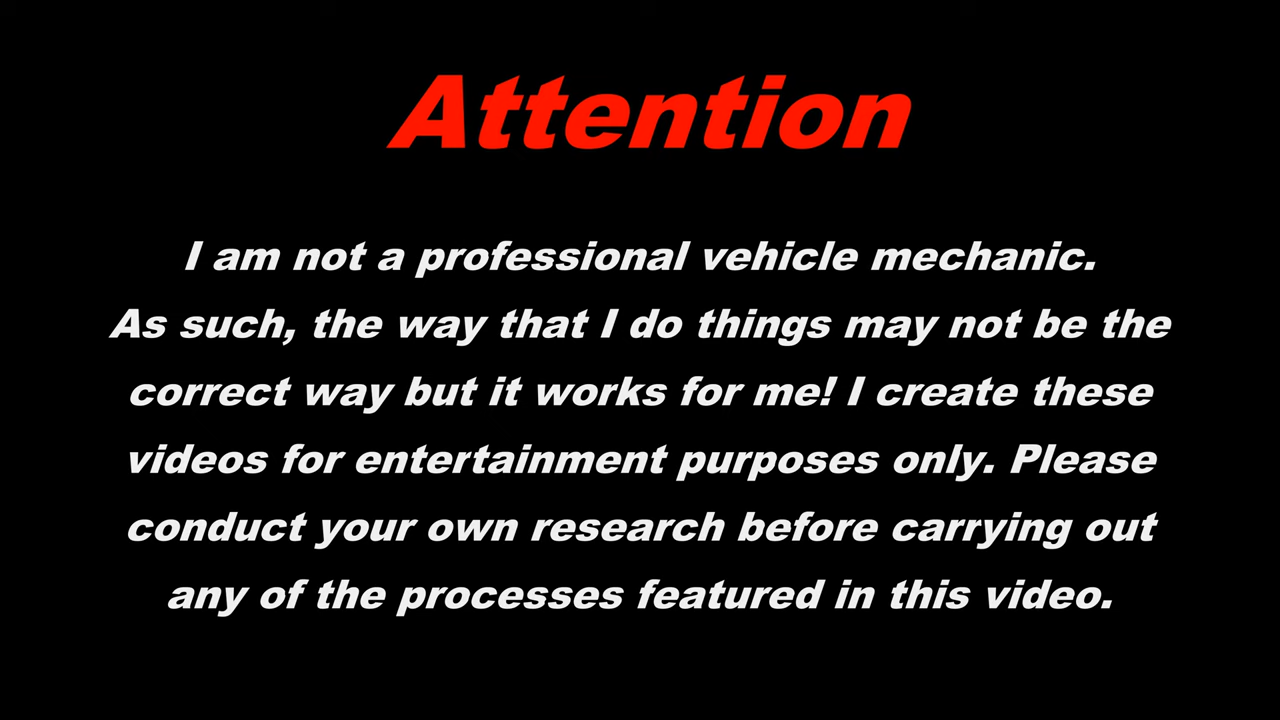 Attention
I am not a professional vehicle mechanic.
As such, the way that I do things may not be the
correct way but it works for me! I create these
videos for entertainment purposes only. Please
conduct your own research before carrying out
any of the processes featured in this video.